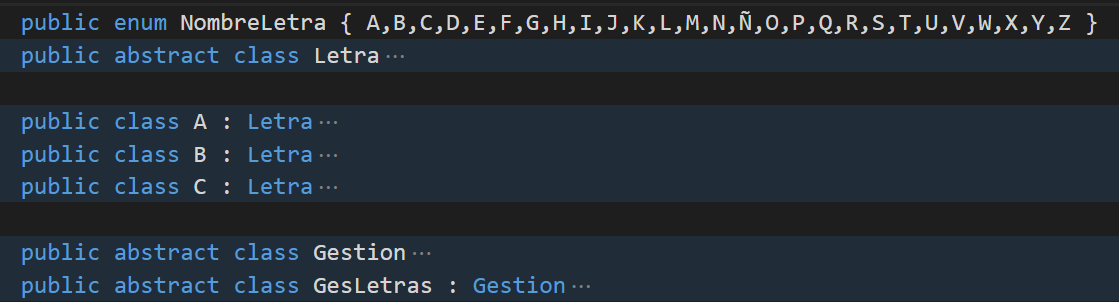 public enum NombreLetra { A,B,C,D,E,F,G,H,I,J,K,L,M,N,Ñ,O,P,Q,R,S,T,U,V,W,X,Y,Z }
public abstract class Letra···
public class A : Letra···
public class B : Letra···
public class C : Letra···
public abstract class Gestion···
public abstract class GesLetras : Gestion···